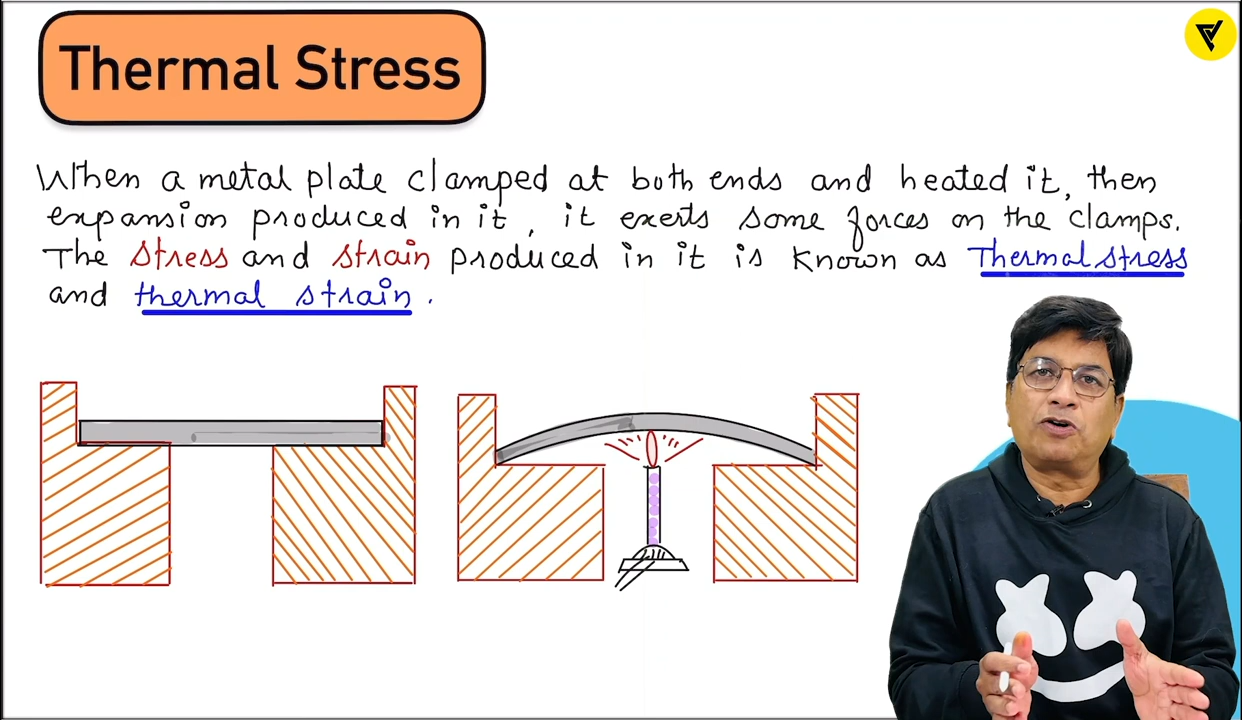 Thermal Stress
When a metal plate clamped at both ends and heated it, then
expansion produced in it, it exerts some forces on the clamps.
The stress and strain produced in it is known as Thermal stress
and thermal strain.